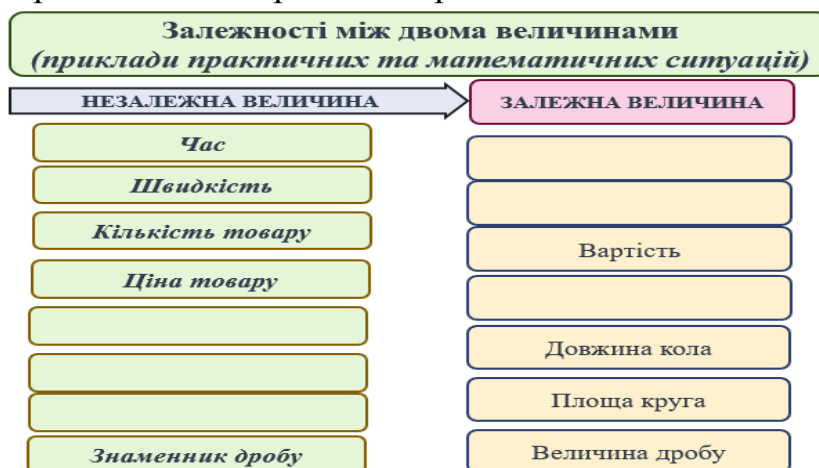 Залежності між двома величинами
(приклади практичних та математичних ситуацій)
НЕЗАЛЕЖНА ВЕЛИЧИНА
ЗАЛЕЖНА ВЕЛИЧИНА
Час
Швидкість
Кількість товару
Вартість
Ціна товару
Довжина кола
Площа круга
Знаменник дробу
Величина дробу